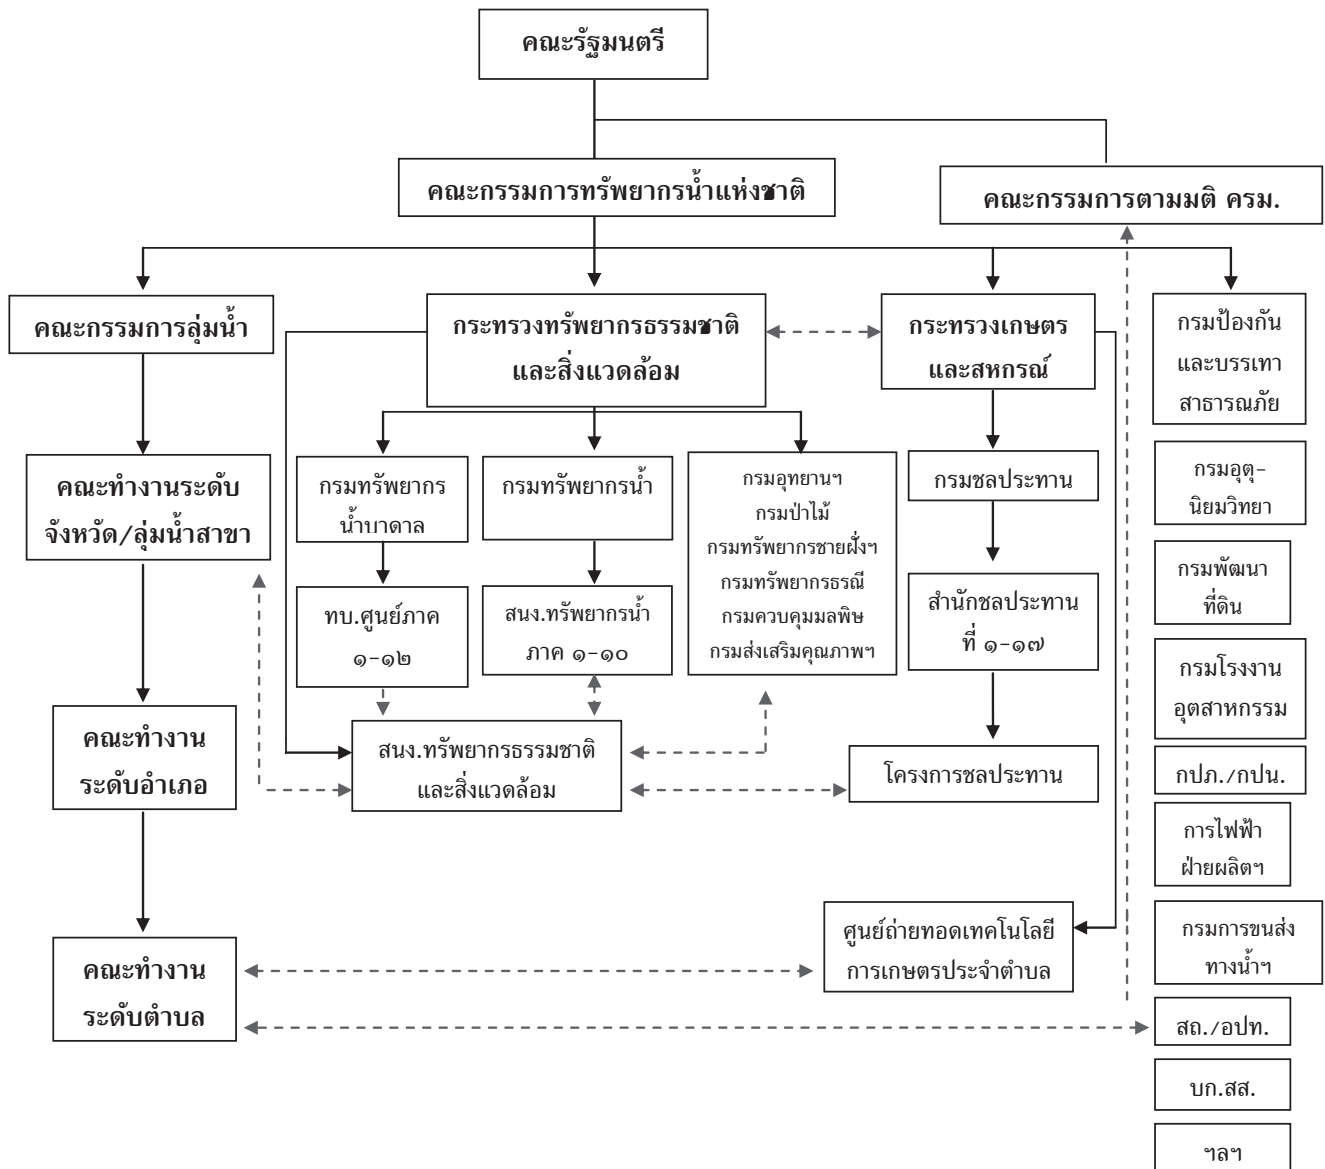 คณะรัฐมนตรี
คณะกรรมการทรัพยากรน้ำแห่งชาติ
คณะกรรมการตามมติ ครม.
คณะกรรมการลุ่มน้ำ
กระทรวงทรัพยากรธรรมชาติ
และสิ่งแวดล้อม
กระทรวงเกษตร
และสหกรณ์
กรมป้องกัน
และบรรเทา
สาธารณภัย
คณะทำงานระดับ
จังหวัด/ลุ่มน้ำสาขา
กรมทรัพยากร
น้ำบาดาล
กรมทรัพยากรน้ำ
กรมอุทยานฯ
กรมป่าไม้
กรมทรัพยากรชายฝั่งฯ
กรมทรัพยากรธรณี
กรมควบคุมมลพิษ
กรมส่งเสริมคุณภาพฯ
กรมชลประทาน
กรมอุตุ-
นิยมวิทยา
กรมพัฒนา
ที่ดิน
ทบ.ศูนย์ภาค
๑-๑๒
สนง.ทรัพยากรน้ำ
ภาค ๑-๑๐
สำนักชลประทาน
ที่ ๑-๑๗
กรมโรงงาน
อุตสาหกรรม
คณะทำงาน
ระดับอำเภอ
สนง.ทรัพยากรธรรมชาติ
และสิ่งแวดล้อม
โครงการชลประทาน
กปภ./กปน.
การไฟฟ้า
ฝ่ายผลิตฯ
คณะทำงาน
ระดับตำบล
ศูนย์ถ่ายทอดเทคโนโลยี
การเกษตรประจำตำบล
กรมการขนส่ง
ทางน้ำฯ
สถ./อปท.
บก.สส.
ฯลฯ